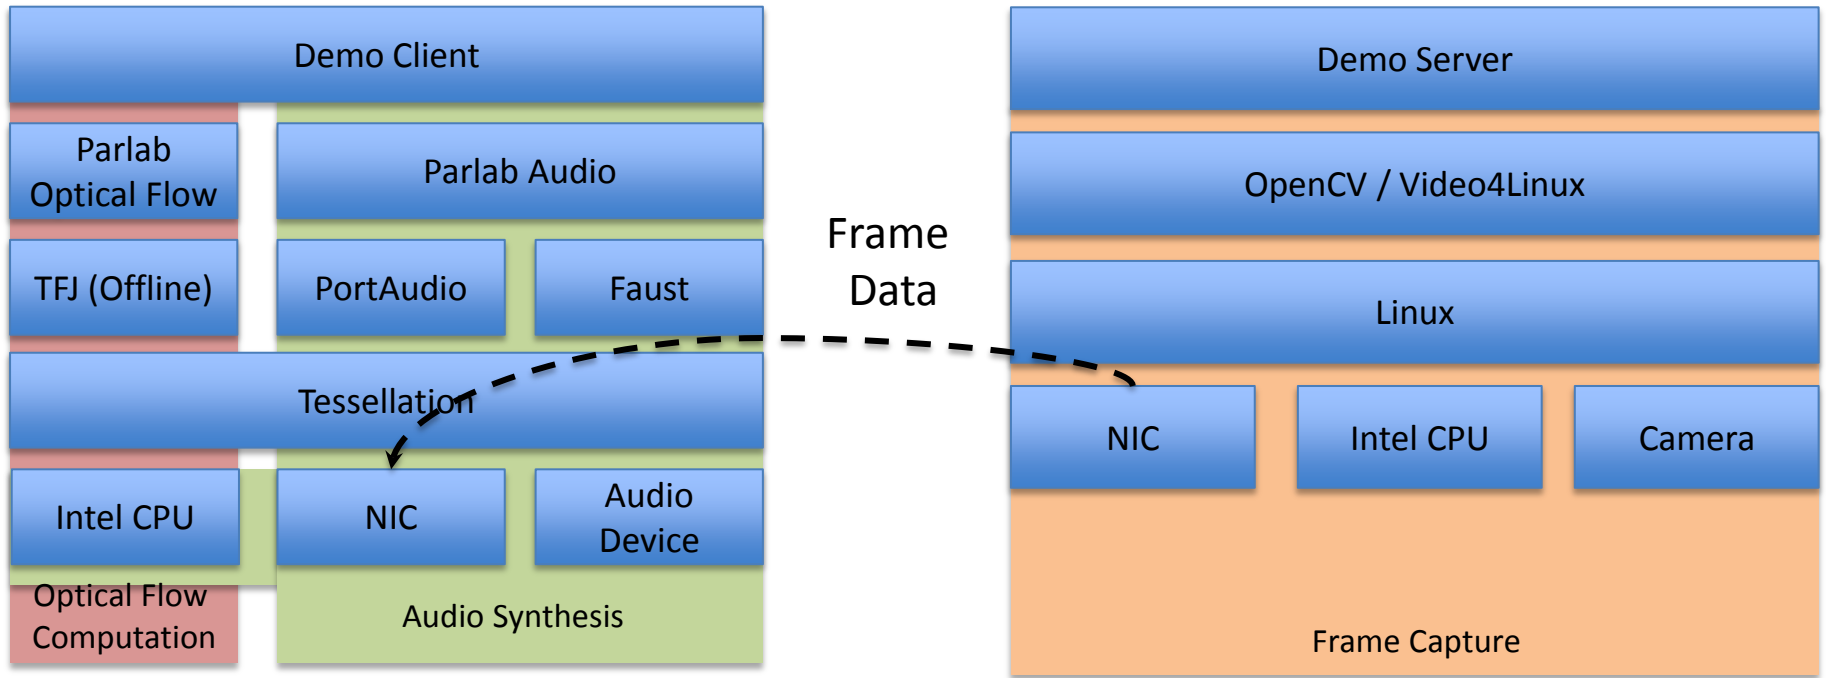 Demo Client
Parlab
Optical Flow
Parlab Audio
TFJ (Offline)
PortAudio
Faust
Tessellation
Intel CPU
NIC
Audio
Device
Optical Flow
Computation
Audio Synthesis
Frame
Data
Demo Server
OpenCV / Video4Linux
Linux
NIC
Intel CPU
Camera
Frame Capture